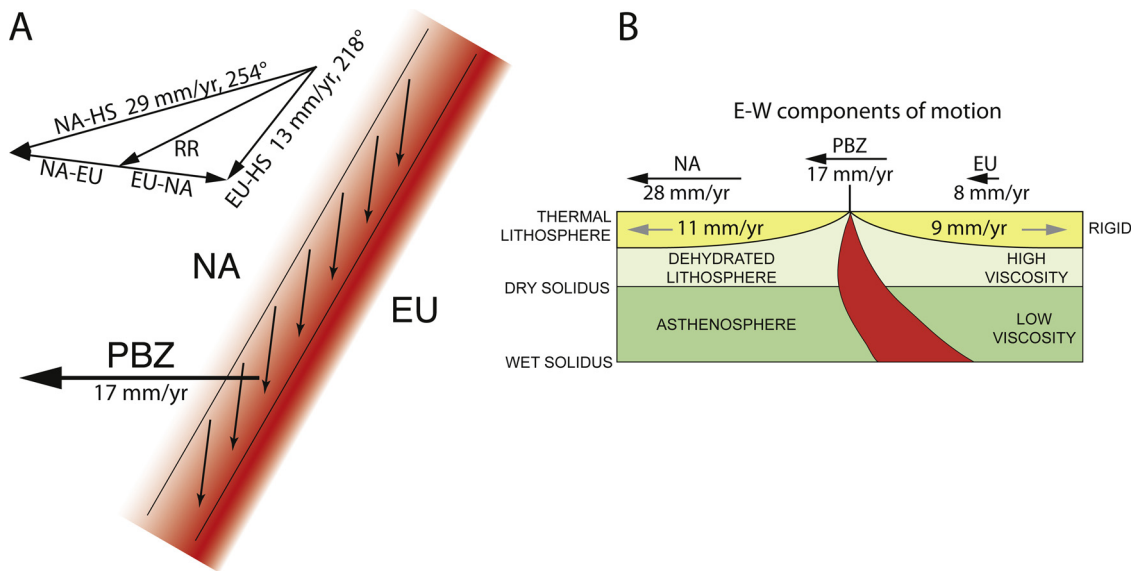 A
NA-HS 29 mm/yr, 254°
RR
NA-EU
EU-NA
EU-HS 13 mm/yr, 218°
NA
EU
PBZ
17 mm/yr
B
E-W components of motion
NA
28 mm/yr
PBZ
17 mm/yr
EU
8 mm/yr
THERMAL
LITHOSPHERE
11 mm/yr
9 mm/yr
RIGID
DEHYDRATED
LITHOSPHERE
HIGH
VISCOSITY
DRY SOLIDUS
ASTHENOSPHERE
LOW
VISCOSITY
WET SOLIDUS